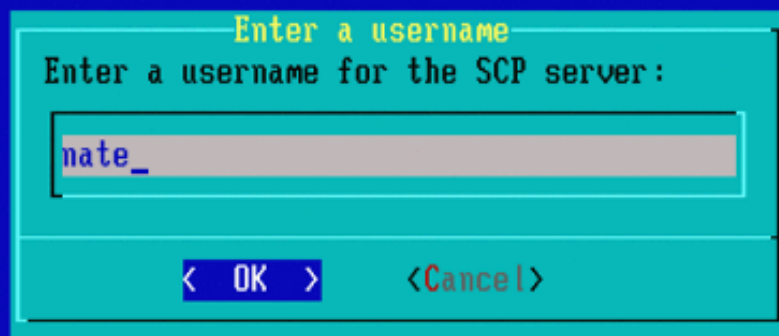 Enter a username
Enter a username for the SCP server:
nate_
< OK > <Cancel>